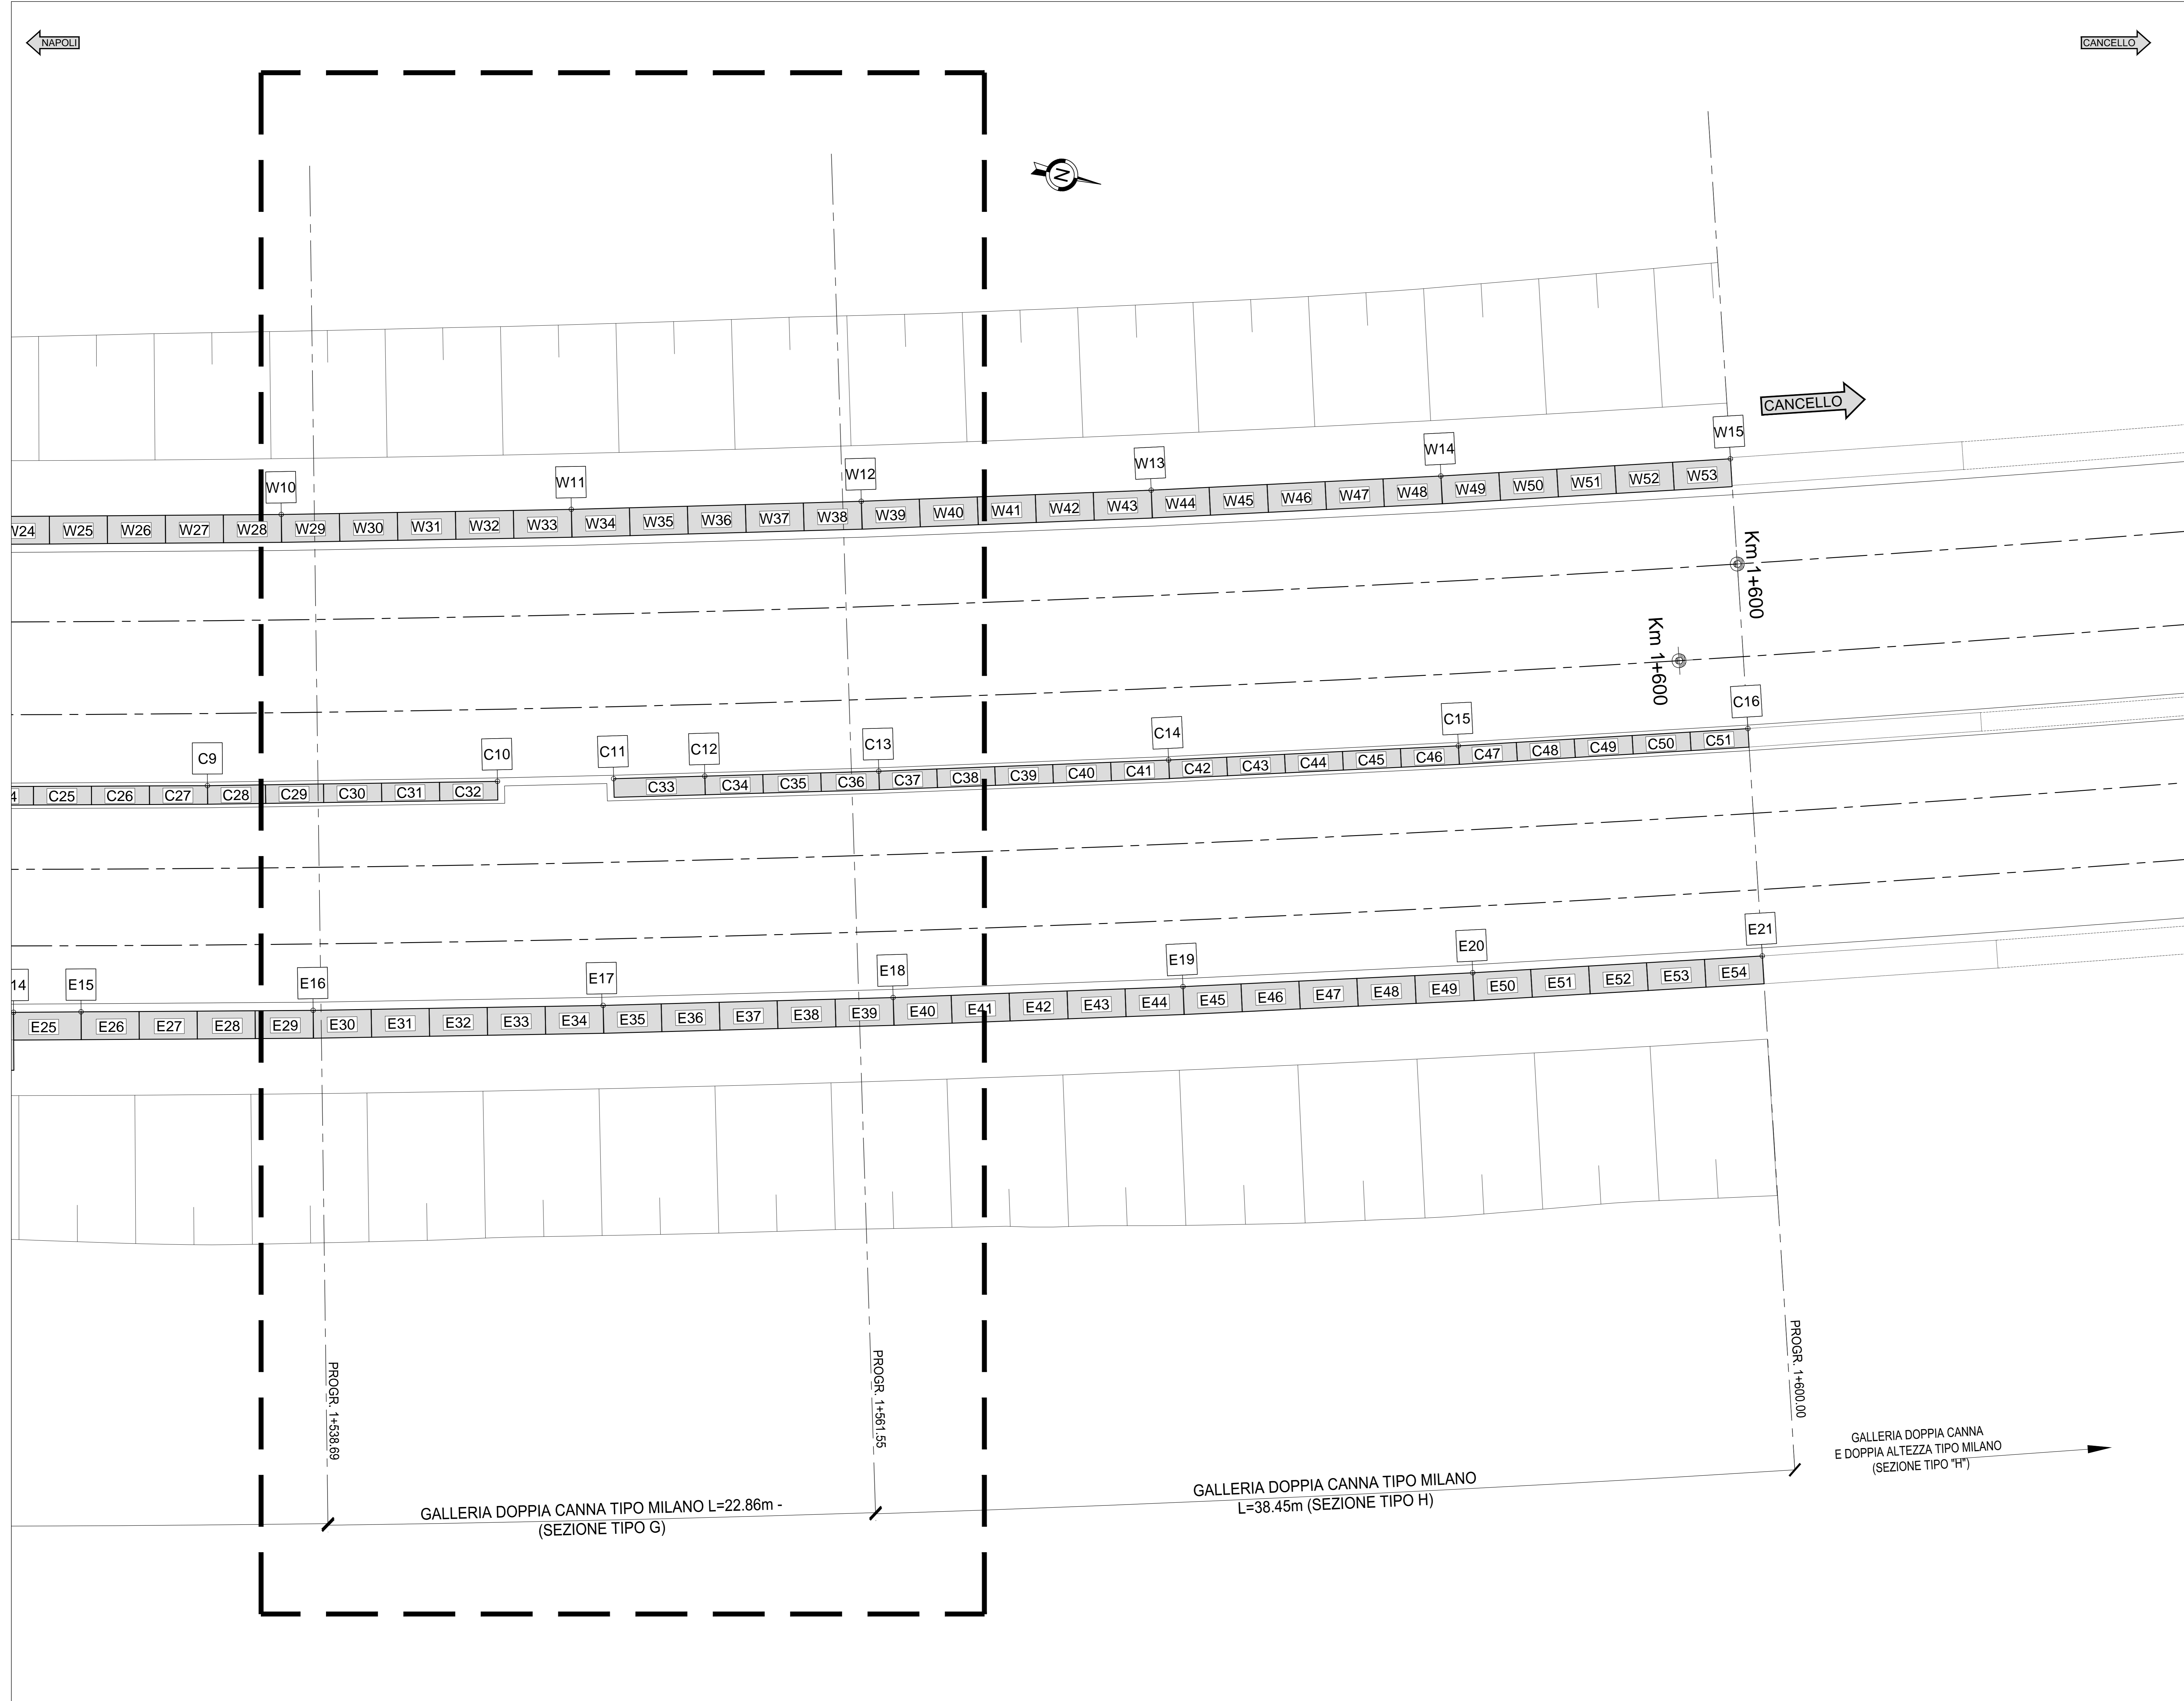 NAPOLI
CANCELLO
N
CANCELLO
W10
W11
W12
W13
W14
W15
W24 W25 W26 W27 W28 W29 W30 W31 W32 W33 W34 W35 W36 W37 W38 W39 W40 W41 W42 W43 W44 W45 W46 W47 W48 W49 W50 W51 W52 W53
Km 1+600
Km 1+600
C9
C10
C11
C12
C13
C14
C15
C16
4 C25 C26 C27 C28 C29 C30 C31 C32 C33 C34 C35 C36 C37 C38 C39 C40 C41 C42 C43 C44 C45 C46 C47 C48 C49 C50 C51
14
E15
E16
E17
E18
E19
E20
E21
E25 E26 E27 E28 E29 E30 E31 E32 E33 E34 E35 E36 E37 E38 E39 E40 E41 E42 E43 E44 E45 E46 E47 E48 E49 E50 E51 E52 E53 E54
PROGR. 1+538.69
PROGR. 1+561.55
PROGR. 1+600.00
GALLERIA DOPPIA CANNA TIPO MILANO L=22.86m -
(SEZIONE TIPO G)
GALLERIA DOPPIA CANNA TIPO MILANO
L=38.45m (SEZIONE TIPO H)
GALLERIA DOPPIA CANNA
E DOPPIA ALTEZZA TIPO MILANO
(SEZIONE TIPO "H")